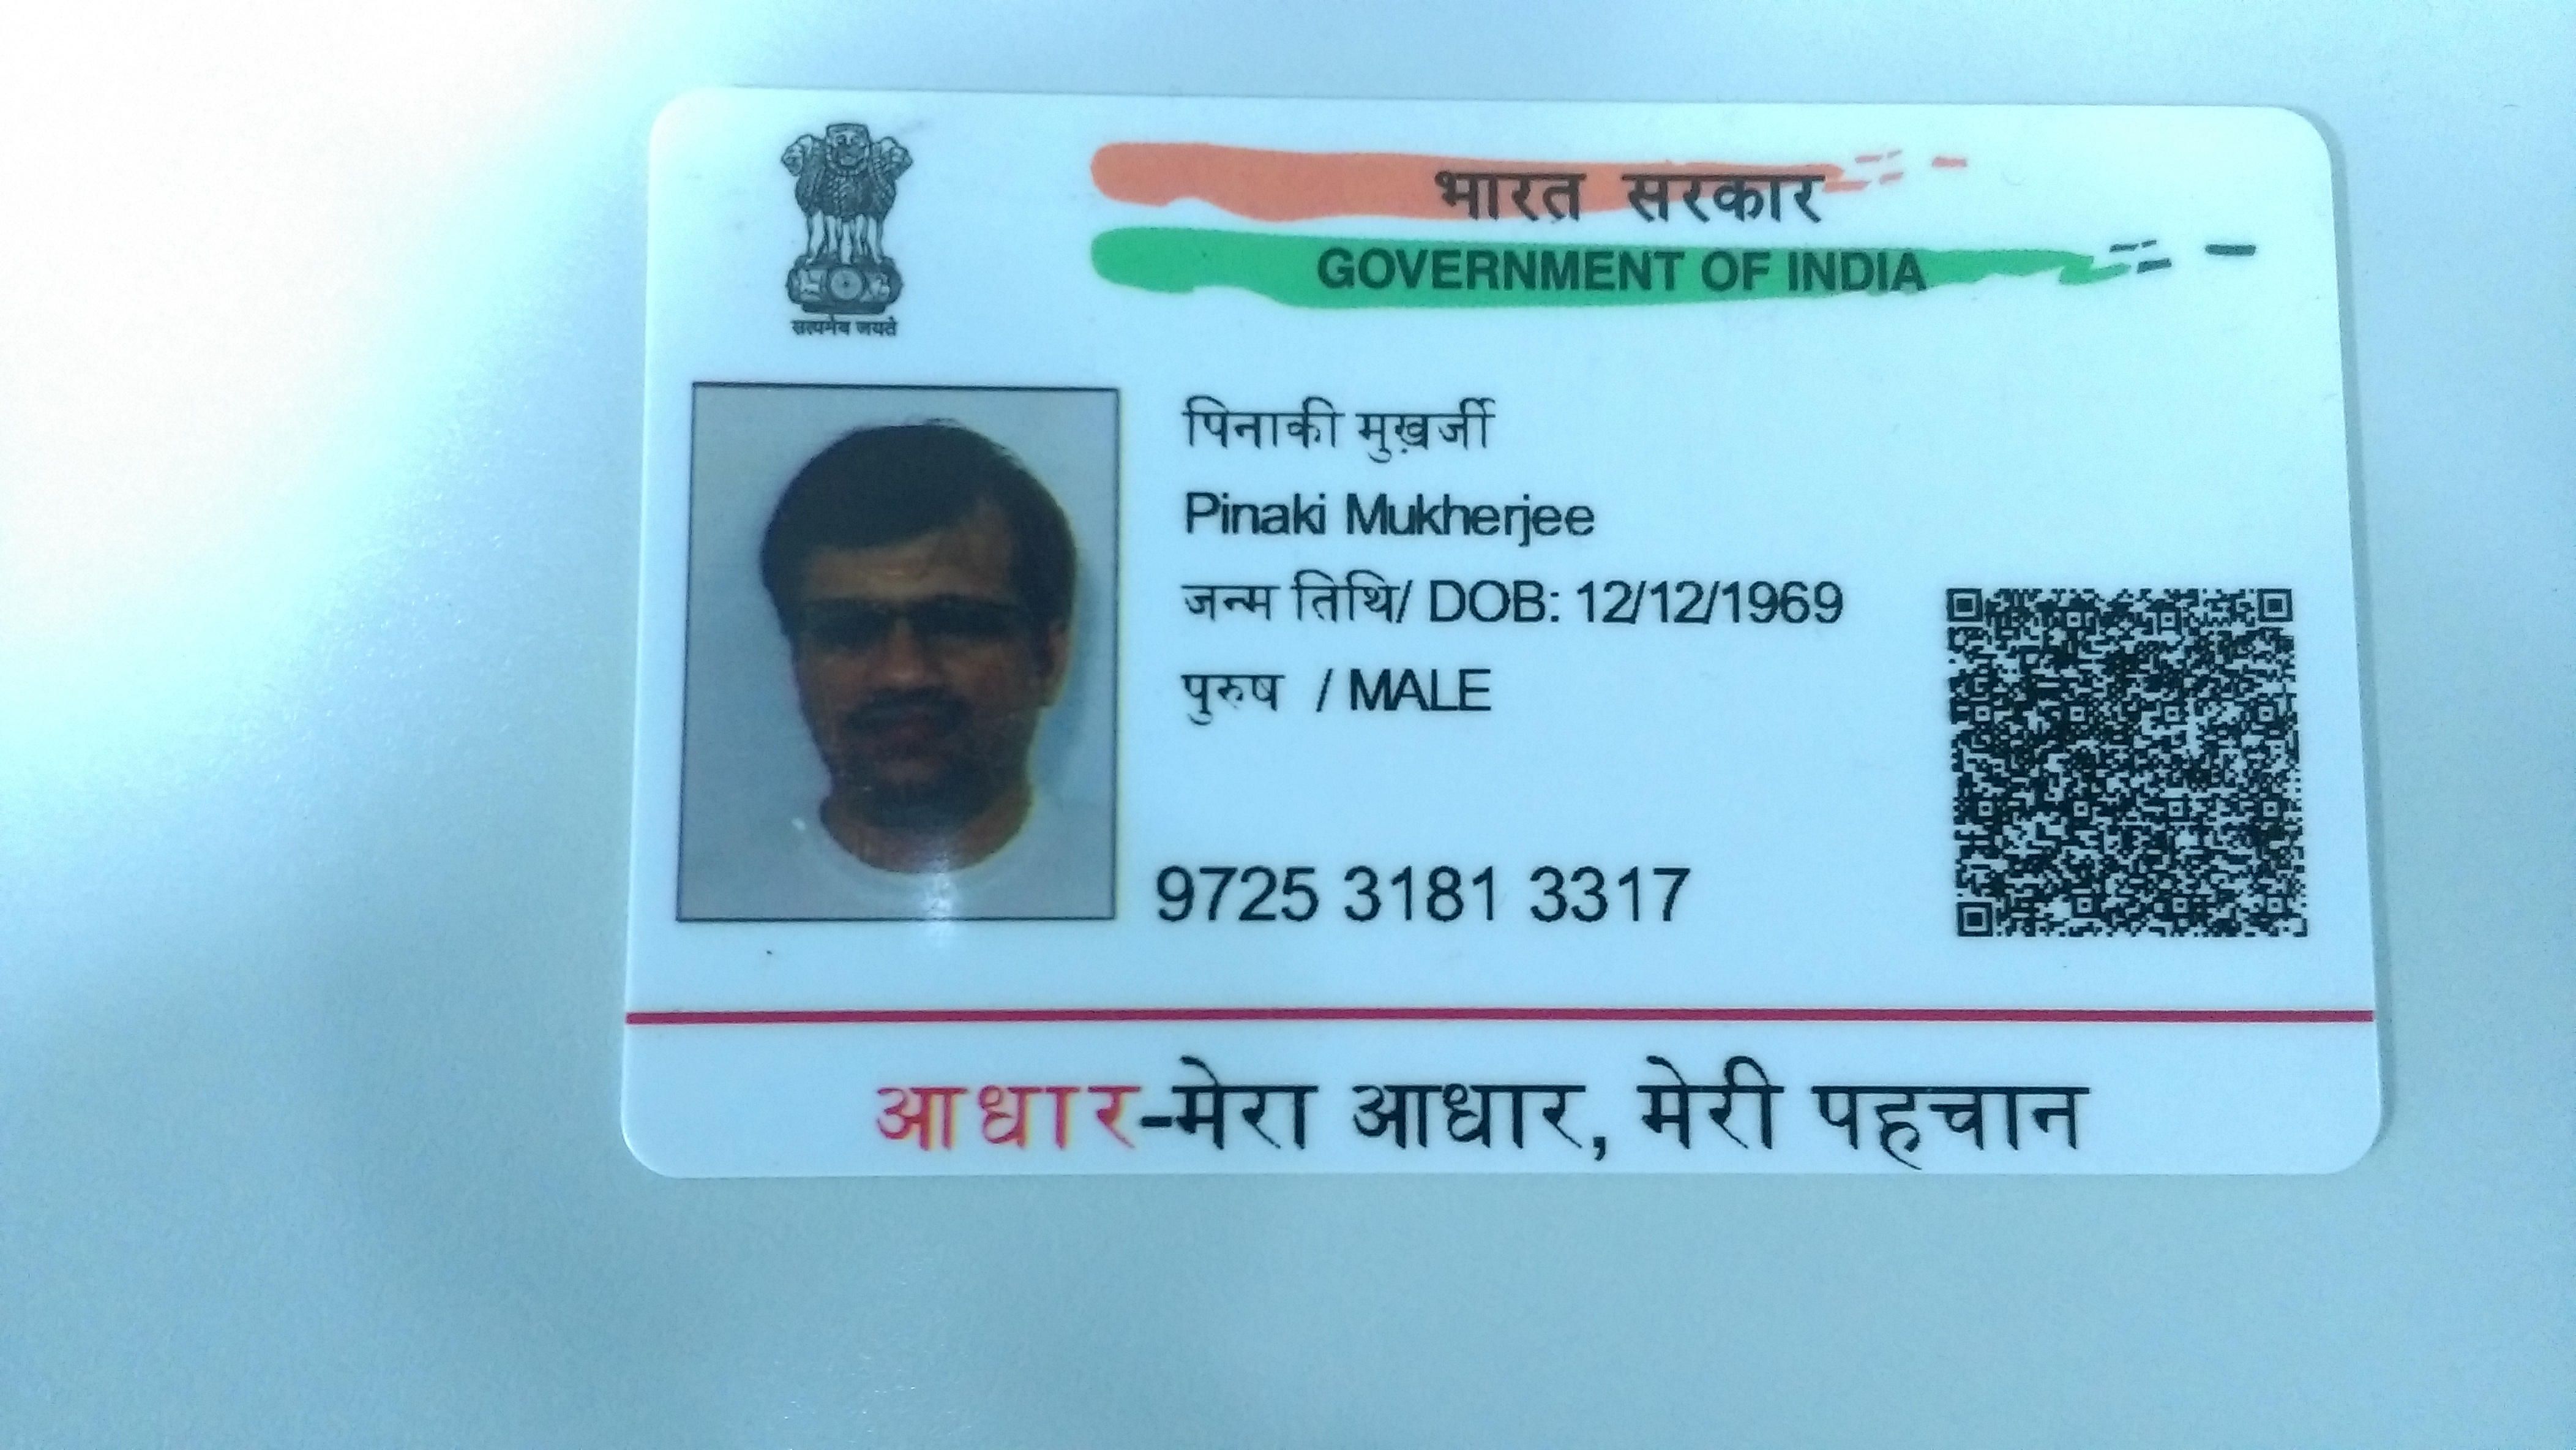 भारत सरकार
GOVERNMENT OF INDIA
सत्यमेव जयते
पिनाकी मुख़र्जी
Pinaki Mukherjee
जन्म तिथि/ DOB: 12/12/1969
पुरुष / MALE
9725 3181 3317
आधार-मेरा आधार, मेरी पहचान